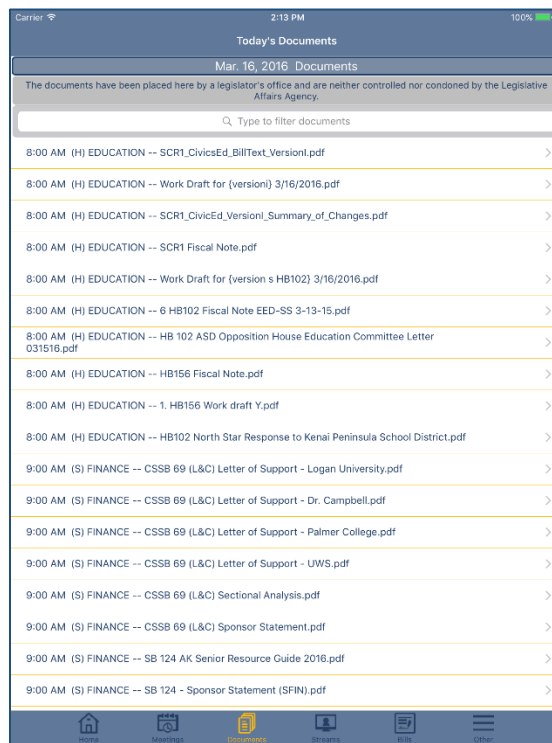 Carrier 2:13 PM 100%
Today's Documents
Mar. 16, 2016 Documents
The documents have been placed here by a legislator's office and are neither controlled nor condoned by the Legislative
Affairs Agency.
Type to filter documents
8:00 AM (H) EDUCATION -- SCR1_CivicsEd_BillText_VersionI.pdf
8:00 AM (H) EDUCATION -- Work Draft for {versioni} 3/16/2016.pdf
8:00 AM (H) EDUCATION -- SCR1_CivicEd_VersionI_Summary_of_Changes.pdf
8:00 AM (H) EDUCATION -- SCR1 Fiscal Note.pdf
8:00 AM (H) EDUCATION -- Work Draft for {version s HB102} 3/16/2016.pdf
8:00 AM (H) EDUCATION -- 6 HB102 Fiscal Note EED-SS 3-13-15.pdf
8:00 AM (H) EDUCATION -- HB 102 ASD Opposition House Education Committee Letter
031516.pdf
8:00 AM (H) EDUCATION -- HB156 Fiscal Note.pdf
8:00 AM (H) EDUCATION -- 1. HB156 Work draft Y.pdf
8:00 AM (H) EDUCATION -- HB102 North Star Response to Kenai Peninsula School District.pdf
9:00 AM (S) FINANCE -- CSSB 69 (L&C) Letter of Support - Logan University.pdf
9:00 AM (S) FINANCE -- CSSB 69 (L&C) Letter of Support - Dr. Campbell.pdf
9:00 AM (S) FINANCE -- CSSB 69 (L&C) Letter of Support - Palmer College.pdf
9:00 AM (S) FINANCE -- CSSB 69 (L&C) Letter of Support - UWS.pdf
9:00 AM (S) FINANCE -- CSSB 69 (L&C) Sectional Analysis.pdf
9:00 AM (S) FINANCE -- CSSB 69 (L&C) Sponsor Statement.pdf
9:00 AM (S) FINANCE -- SB 124 AK Senior Resource Guide 2016.pdf
9:00 AM (S) FINANCE -- SB 124 - Sponsor Statement (SFIN).pdf
Home Meetings Documents Streams Bills Other